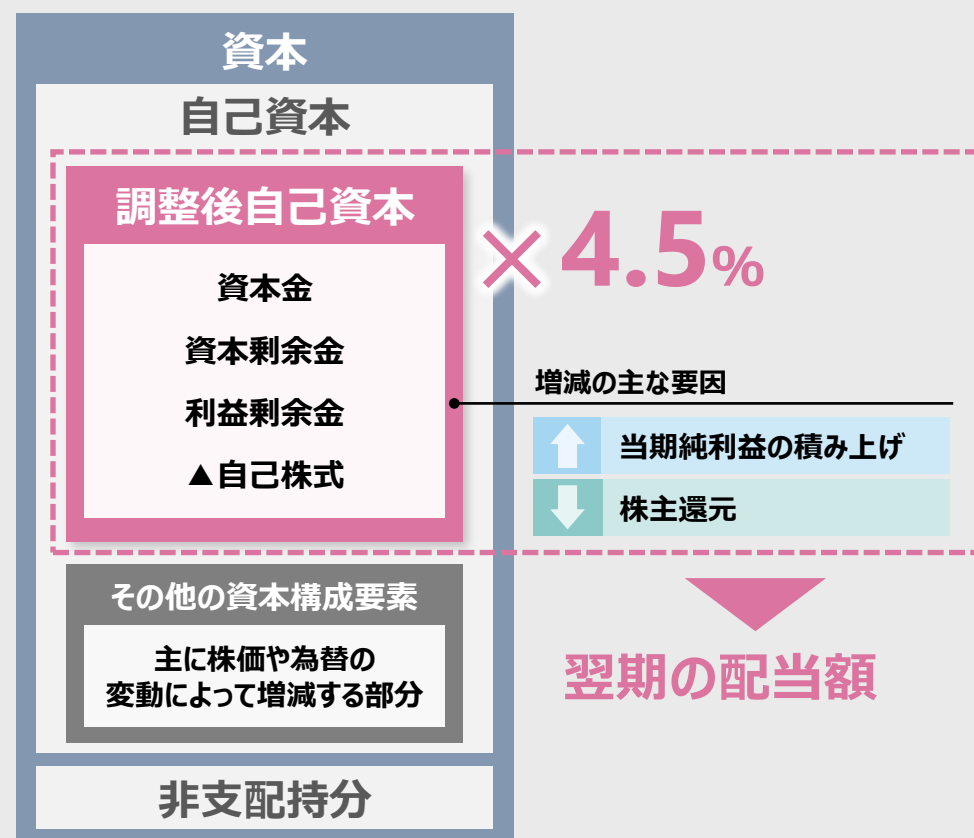 資本
自己資本
調整後自己資本
資本金
資本剰余金
利益剰余金
▲自己株式
×4.5%
増減の主な要因
当期純利益の積み上げ
株主還元
その他の資本構成要素
主に株価や為替の
変動によって増減する部分
翌期の配当額
非支配持分